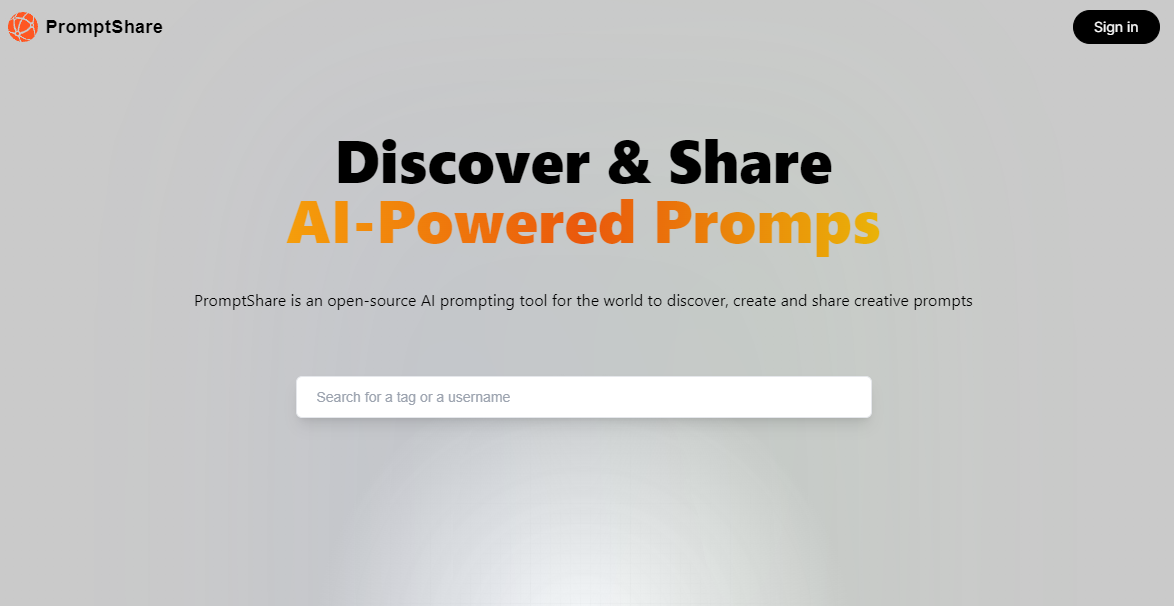 PromptShare
Sign in
Discover & Share
AI-Powered Promps
PromptShare is an open-source AI prompting tool for the world to discover, create and share creative prompts
Search for a tag or a username